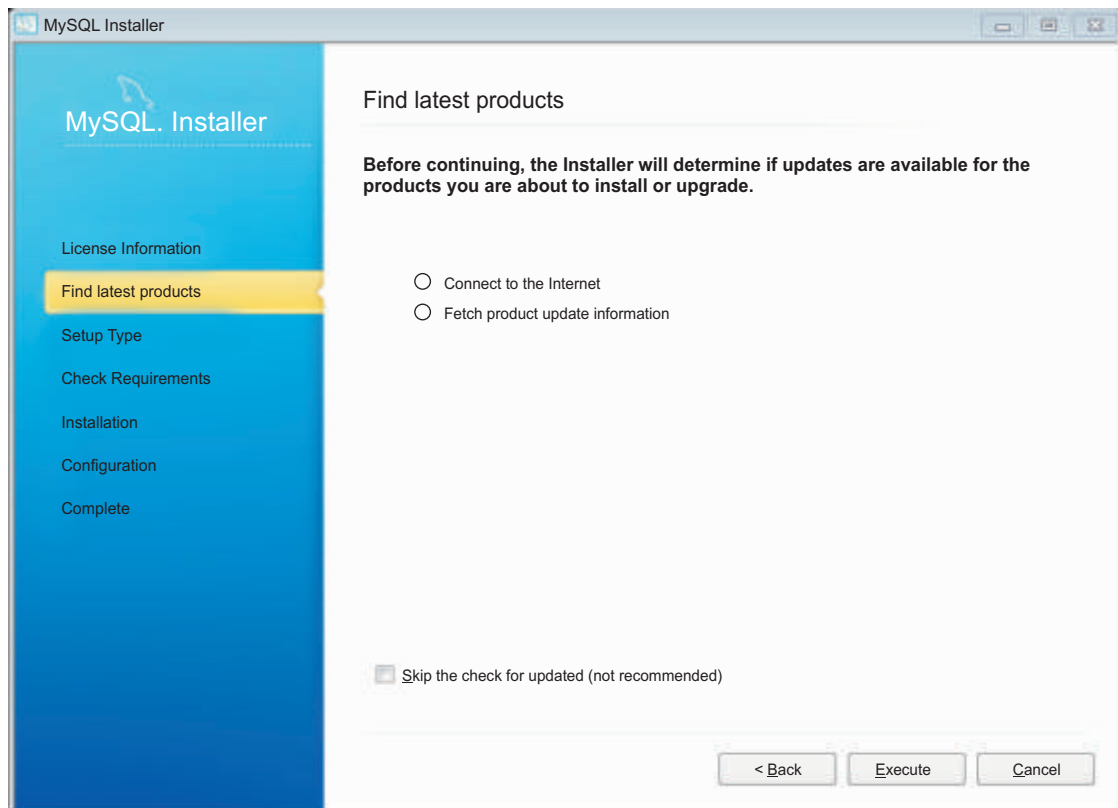 MySQL Installer
MySQL. Installer
License Information
Find latest products
Setup Type
Check Requirements
Installation
Configuration
Complete
Find latest products
Before continuing, the Installer will determine if updates are available for the
products you are about to install or upgrade.
Connect to the Internet
Fetch product update information
Skip the check for updated (not recommended)
< Back
Execute
Cancel